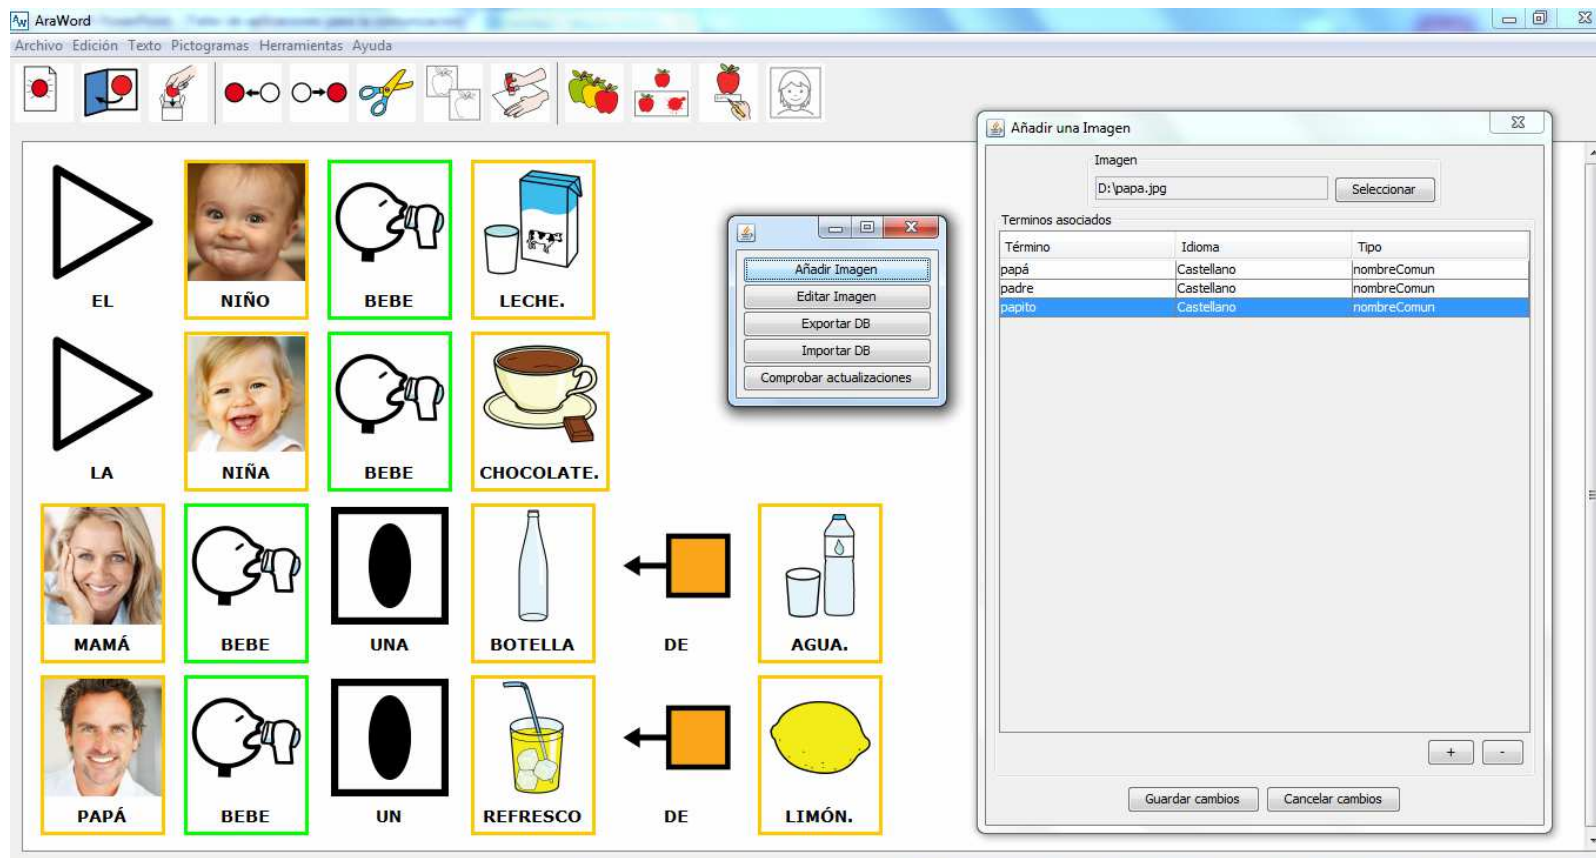 AraWord
Archivo Edición Texto Pictogramas Herramientas Ayuda
EL NIÑO BEBE LECHE.
LA NIÑA BEBE CHOCOLATE.
MAMÁ BEBE UNA BOTELLA DE AGUA.
PAPÁ BEBE UN REFRESCO DE LIMÓN.
Añadir Imagen
Editar Imagen
Exportar DB
Importar DB
Comprobar actualizaciones
Añadir una Imagen
Imagen
D:\papa.jpg Seleccionar
Terminos asociados
Término Idioma Tipo
papá Castellano nombreComun
padre Castellano nombreComun
papito Castellano nombreComun
+ -
Guardar cambios Cancelar cambios